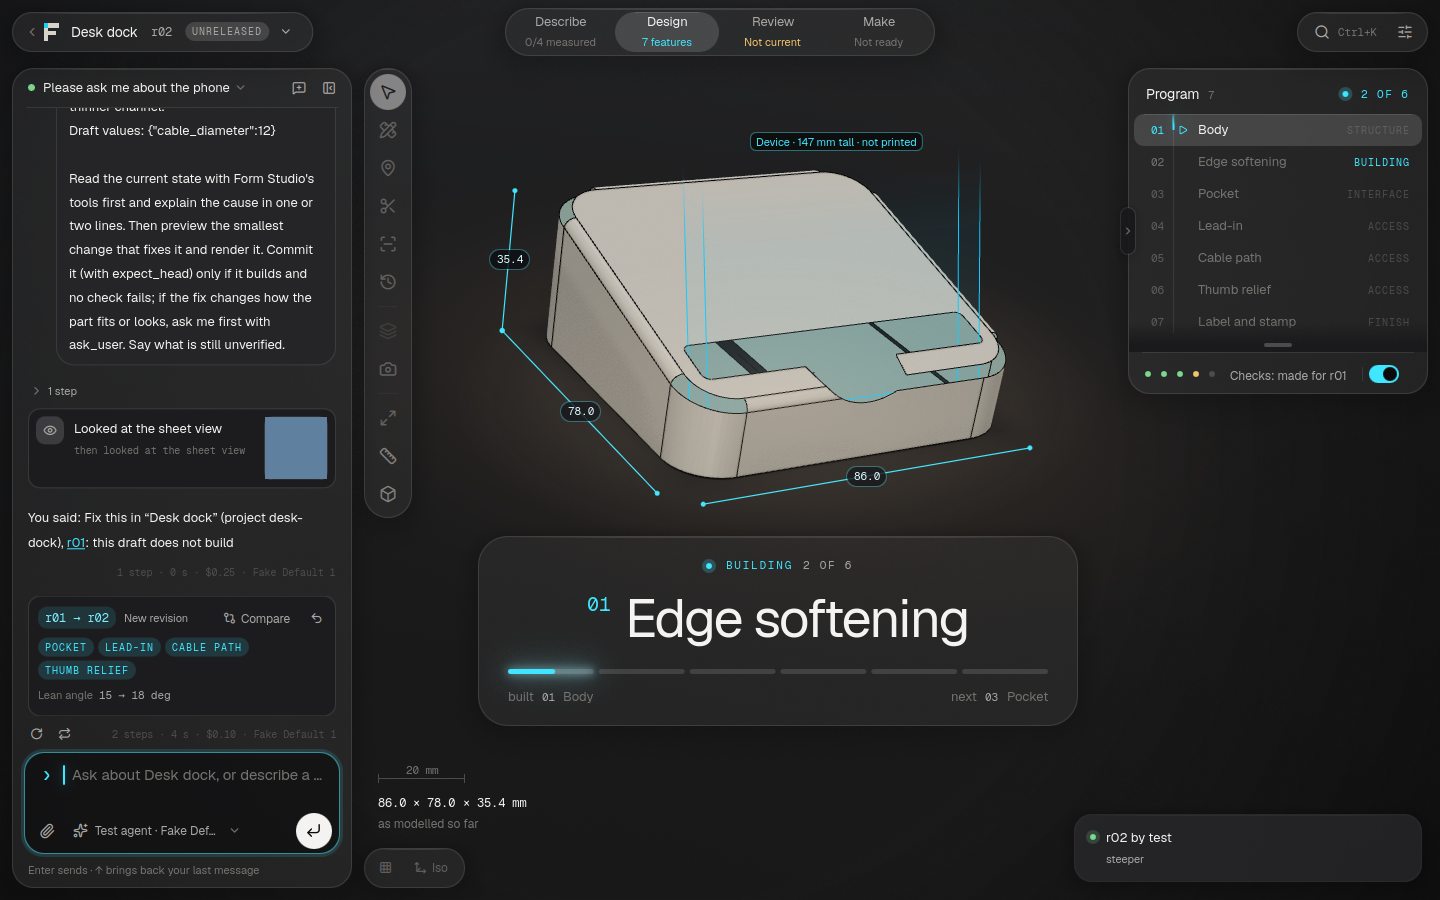 Desk dock r02 UNRELEASED
Describe
0/4 measured
Design
7 features
Review
Not current
Make
Not ready
Ctrl+K
Please ask me about the phone
thinner channel.
Draft values: {"cable_diameter":12}
Read the current state with Form Studio's
tools first and explain the cause in one or
two lines. Then preview the smallest
change that fixes it and render it. Commit
it (with expect_head) only if it builds and
no check fails; if the fix changes how the
part fits or looks, ask me first with
ask_user. Say what is still unverified.
1 step
Looked at the sheet view
then looked at the sheet view
You said: Fix this in “Desk dock” (project desk-
dock), r01: this draft does not build
1 step · 0 s · $0.25 · Fake Default 1
r01 → r02 New revision Compare
POCKET LEAD-IN CABLE PATH
THUMB RELIEF
Lean angle 15 → 18 deg
2 steps · 4 s · $0.10 · Fake Default 1
Ask about Desk dock, or describe a ...
Test agent · Fake Def...
Enter sends · ↑ brings back your last message
Device · 147 mm tall · not printed
35.4
78.0
86.0
BUILDING 2 OF 6
01 Edge softening
built 01 Body
next 03 Pocket
20 mm
86.0 × 78.0 × 35.4 mm
as modelled so far
Iso
Program 7
2 OF 6
01 Body STRUCTURE
02 Edge softening BUILDING
03 Pocket INTERFACE
04 Lead-in ACCESS
05 Cable path ACCESS
06 Thumb relief ACCESS
07 Label and stamp FINISH
Checks: made for r01
r02 by test
steeper